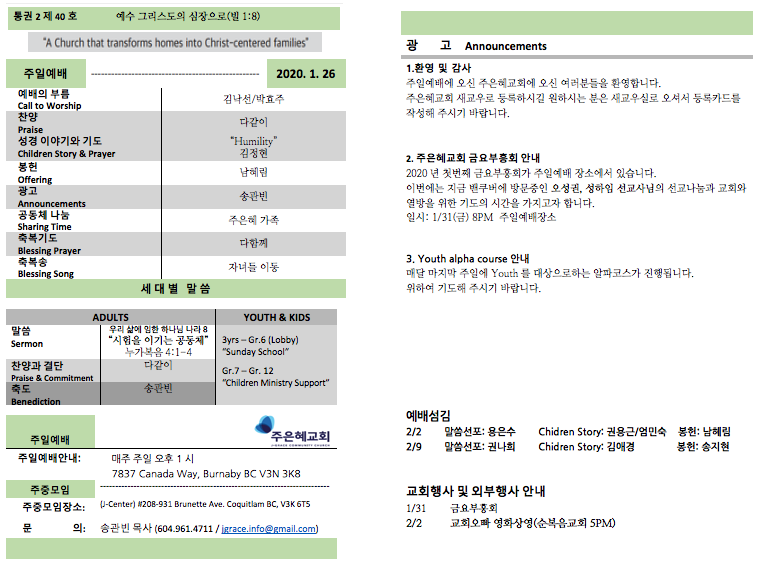 통권 2 제 40 호 예수 그리스도의 심장으로(빌 1:8)
"A Church that transforms homes into Christ-centered families"
주일예배 2020. 1. 26
예배의 부름 김낙선/박효주
Call to Worship
찬양 다같이
Praise
성경 이야기와 기도 "Humility"
Children Story & Prayer 김정현
봉헌 남혜림
Offering
광고 송관빈
Announcements
공동체 나눔 주은혜 가족
Sharing Time
축복기도 다함께
Blessing Prayer
축복송 자녀들 이동
Blessing Song
세 대 별 말 씀
ADULTS YOUTH & KIDS
말씀 우리 삶에 임한 하나님 나라 8
Sermon "시험을 이기는 공동체"
누가복음 4:1-4
3yrs – Gr.6 (Lobby)
"Sunday School"
찬양과 결단 다같이
Praise & Commitment
Gr.7 – Gr. 12
"Children Ministry Support"
축도 송관빈
Benediction
주은혜교회
J-GRACE COMMUNITY CHURCH
주일예배
주일예배안내: 매주 주일 오후 1 시
7837 Canada Way, Burnaby BC V3N 3K8
주중모임
주중모임장소: (J-Center) #208-931 Brunette Ave. Coquitlam BC, V3K 6T5
문 의: 송관빈 목사 (604.961.4711 / jgrace.info@gmail.com)
광 고 Announcements
1.환영 및 감사
주일예배에 오신 주은혜교회에 오신 여러분들을 환영합니다.
주은혜교회 새교우로 등록하시길 원하시는 분은 새교우실로 오셔서 등록카드를
작성해 주시기 바랍니다.
2. 주은혜교회 금요부흥회 안내
2020 년 첫번째 금요부흥회가 주일예배 장소에서 있습니다.
이번에는 지금 밴쿠버에 방문중인 오성권, 성하임 선교사님의 선교나눔과 교회와
열방을 위한 기도의 시간을 가지고자 합니다.
일시: 1/31(금) 8PM 주일예배장소
3. Youth alpha course 안내
매달 마지막 주일에 Youth 를 대상으로하는 알파코스가 진행됩니다.
위하여 기도해 주시기 바랍니다.
예배섬김
2/2 말씀선포: 용은수 Chidren Story: 권용근/엄민숙 봉헌: 남혜림
2/9 말씀선포: 권나희 Chidren Story: 김애경 봉헌: 송지현
교회행사 및 외부행사 안내
1/31 금요부흥회
2/2 교회오빠 영화상영(순복음교회 5PM)